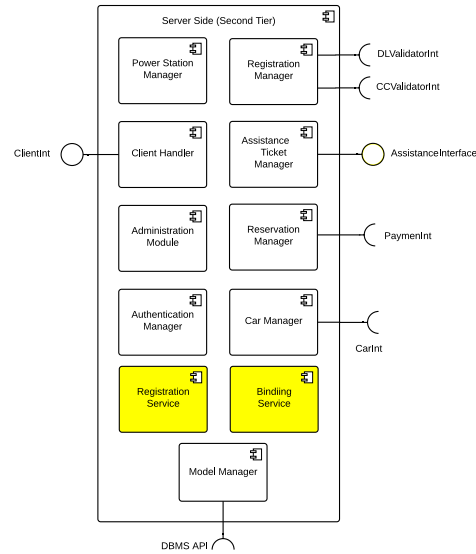 Server Side (Second Tier)
Power Station
Manager
Registration
Manager
DLValidatorInt
CCValidatorInt
ClientInt
Client Handler
Assistance
Ticket
Manager
AssistanceInterface
Administration
Module
Reservation
Manager
PaymenInt
Authentication
Manager
Car Manager
CarInt
Registration
Service
Bindiing
Service
Model Manager
DBMS API